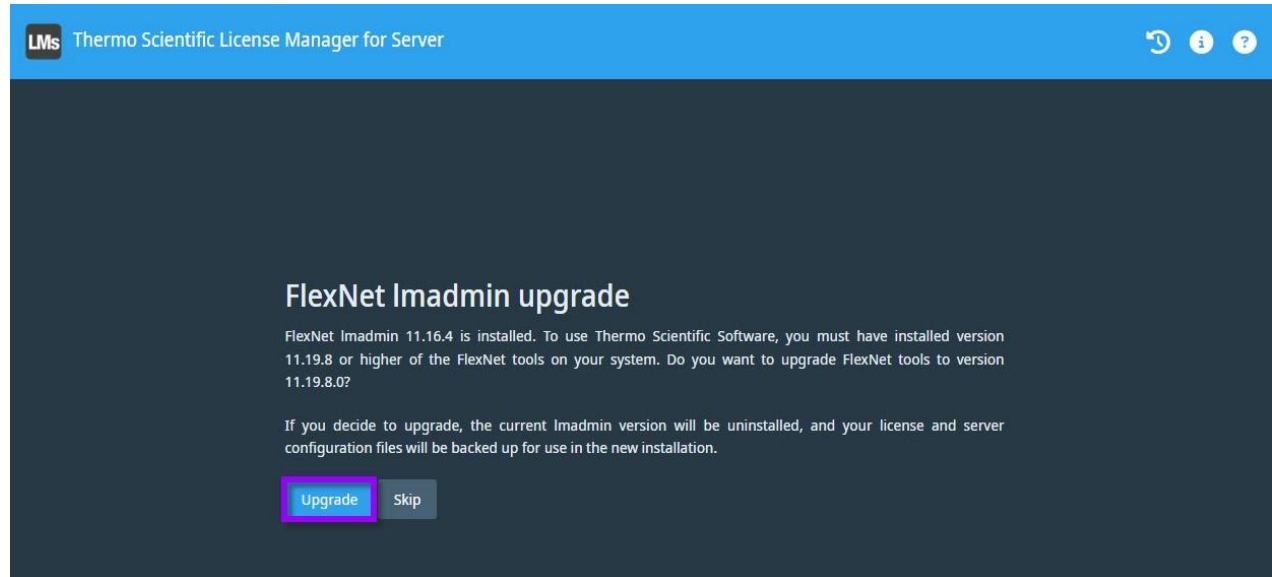 LMs Thermo Scientific License Manager for Server
FlexNet lmadmin upgrade
FlexNet lmadmin 11.16.4 is installed. To use Thermo Scientific Software, you must have installed version
11.19.8 or higher of the FlexNet tools on your system. Do you want to upgrade FlexNet tools to version
11.19.8.0?
If you decide to upgrade, the current lmadmin version will be uninstalled, and your license and server
configuration files will be backed up for use in the new installation.
Upgrade Skip